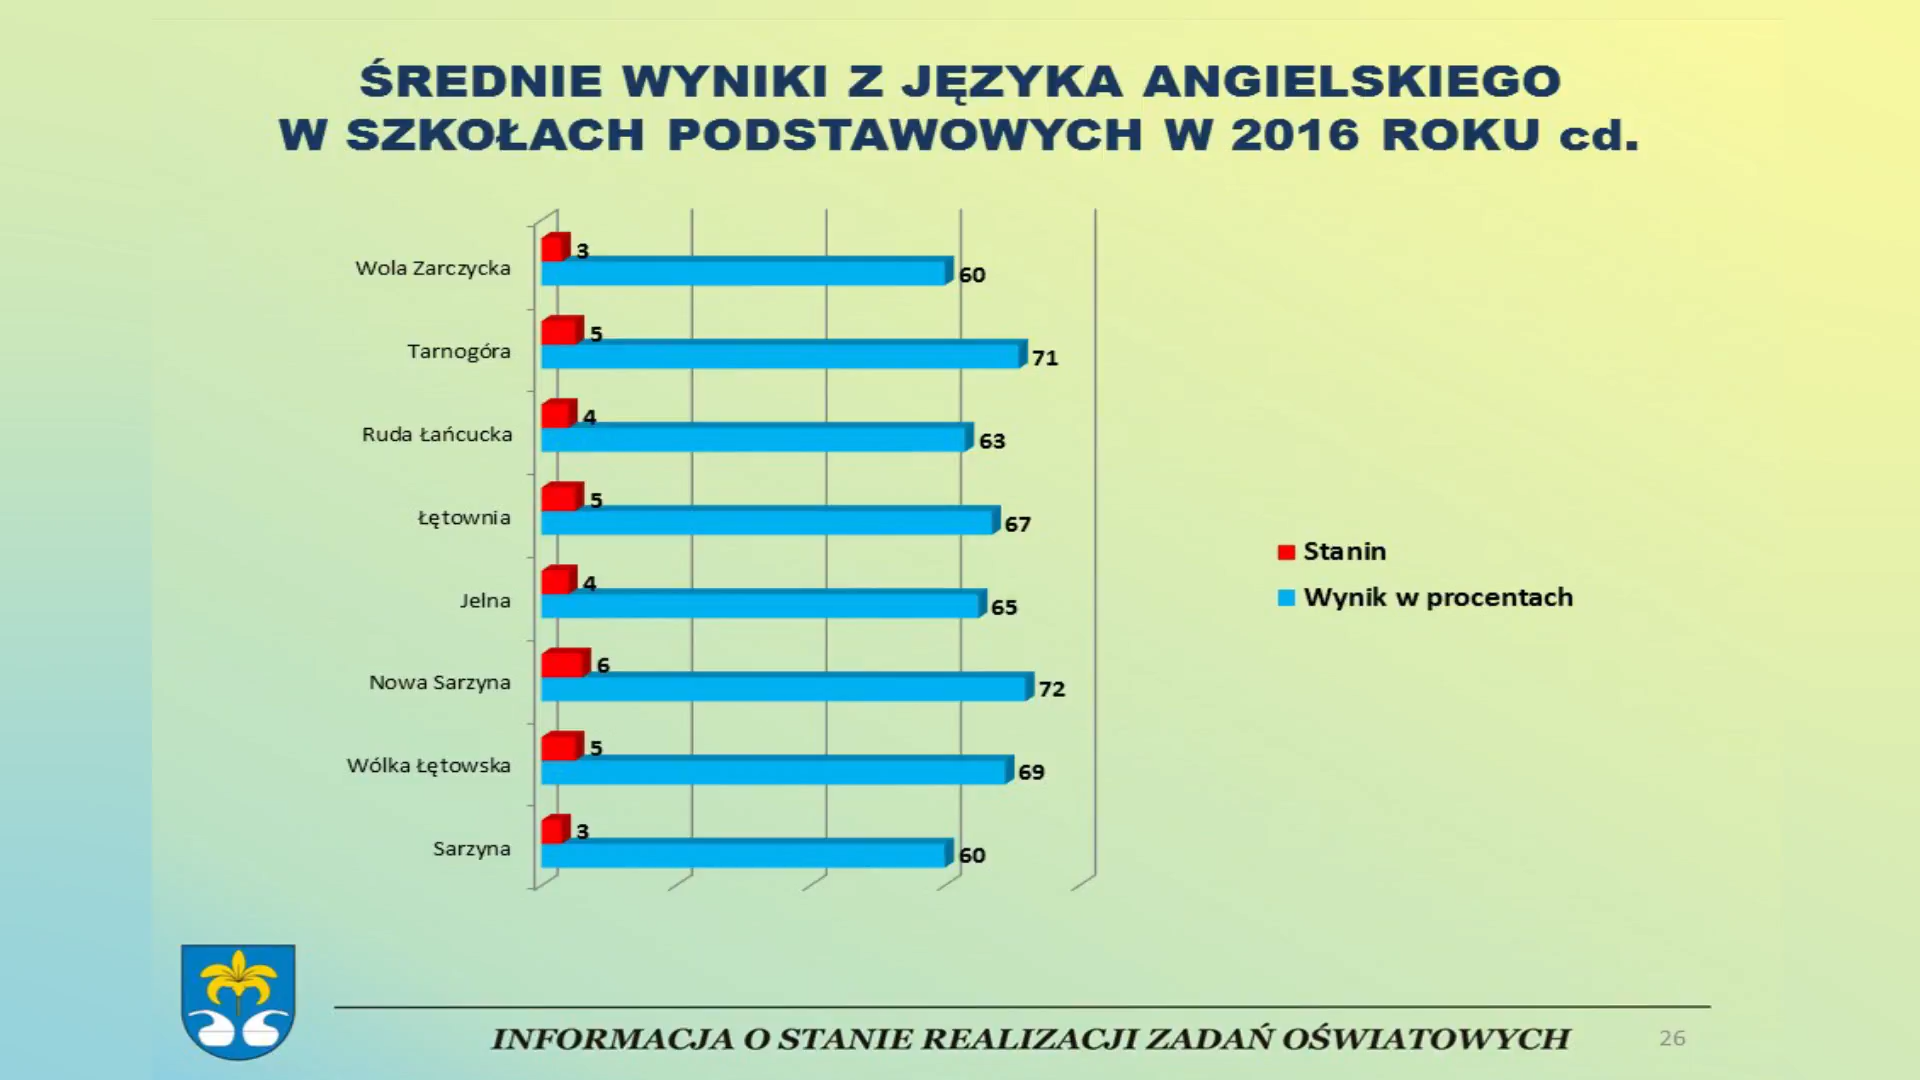 ŚREDNIE WYNIKI Z JĘZYKA ANGIELSKIEGO
W SZKOŁACH PODSTAWOWYCH W 2016 ROKU cd.
Wola Zarczycka 3 60
Tarnogóra 5 71
Ruda Łańcucka 4 63
Łętownia 5 67
Jelna 4 65
Nowa Sarzyna 6 72
Wólka Łętowska 5 69
Sarzyna 3 60
Stanin
Wynik w procentach
INFORMACJA O STANIE REALIZACJI ZADAŃ OŚWIATOWYCH 26